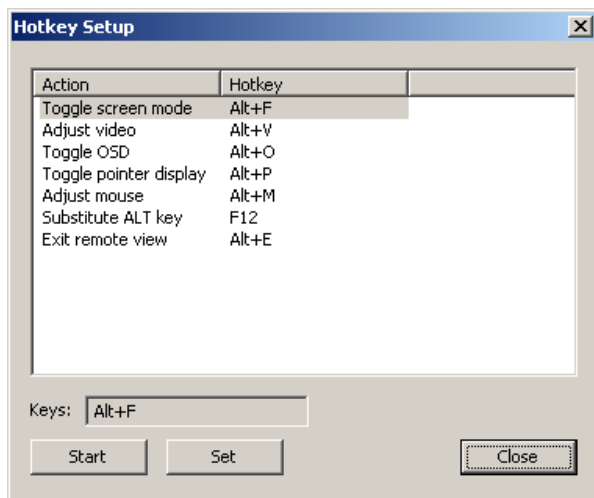 Hotkey Setup
Action Hotkey
Toggle screen mode Alt+F
Adjust video Alt+V
Toggle OSD Alt+O
Toggle pointer display Alt+P
Adjust mouse Alt+M
Substitute ALT key F12
Exit remote view Alt+E
Keys: Alt+F
Start Set Close